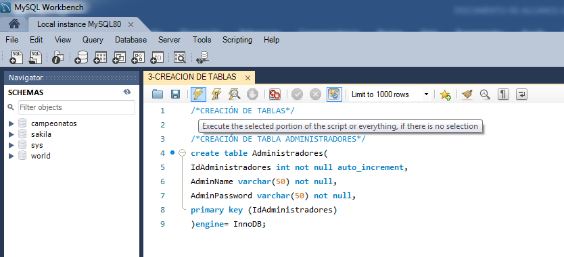 MySQL Workbench
Local instance MySQL80 ×
File Edit View Query Database Server Tools Scripting Help
Navigator
3-CREACION DE TABLAS ×
SCHEMAS
Limit to 1000 rows
Filter objects
campeonatos
sakila
sys
world
1 /*CREACIÓN DE TABLAS*/
2
Execute the selected portion of the script or everything, if there is no selection
3 /*CREACIÓN DE TABLA ADMINISTRADORES*/
4 create table Administradores(
5 IdAdministradores int not null auto_increment,
6 AdminName varchar(50) not null,
7 AdminPassword varchar(50) not null,
8 primary key (IdAdministradores)
9 )engine= InnoDB;